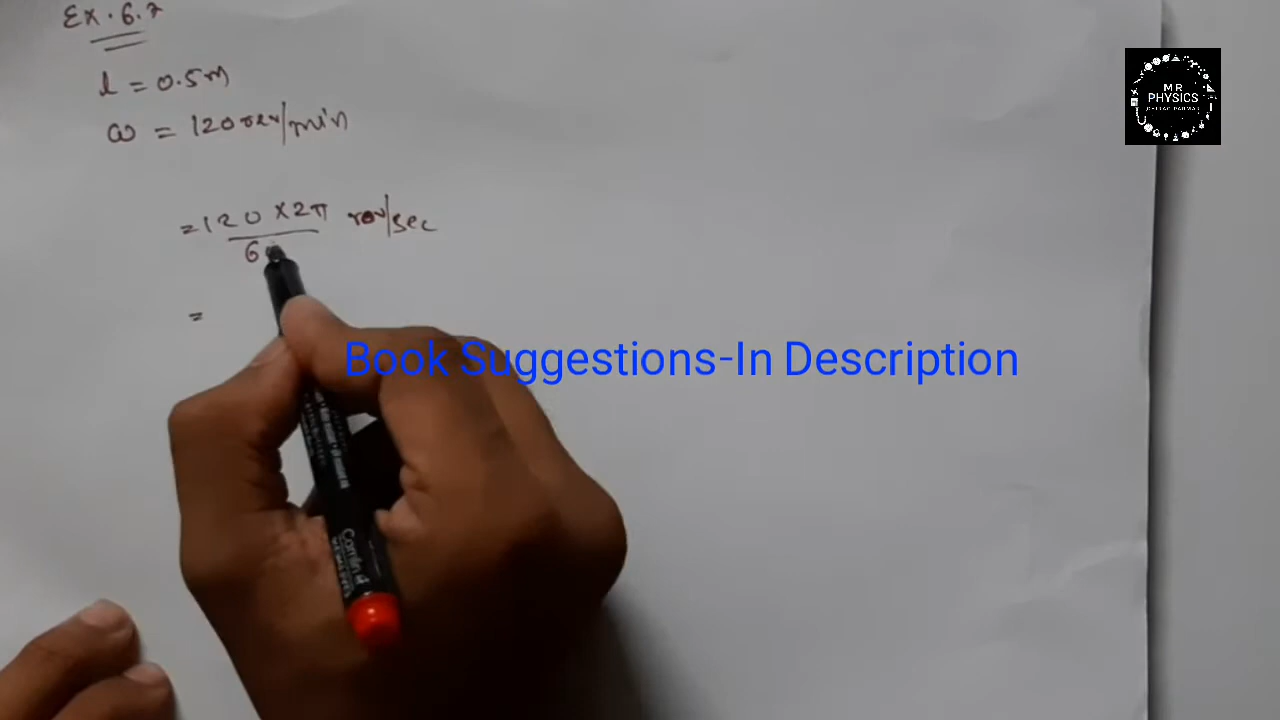 Ex. 6.7
l = 0.5m
ω = 120 rev/min
= 120 × 2π rev/sec
6
=
Book Suggestions-In Description
MR
PHYSICS